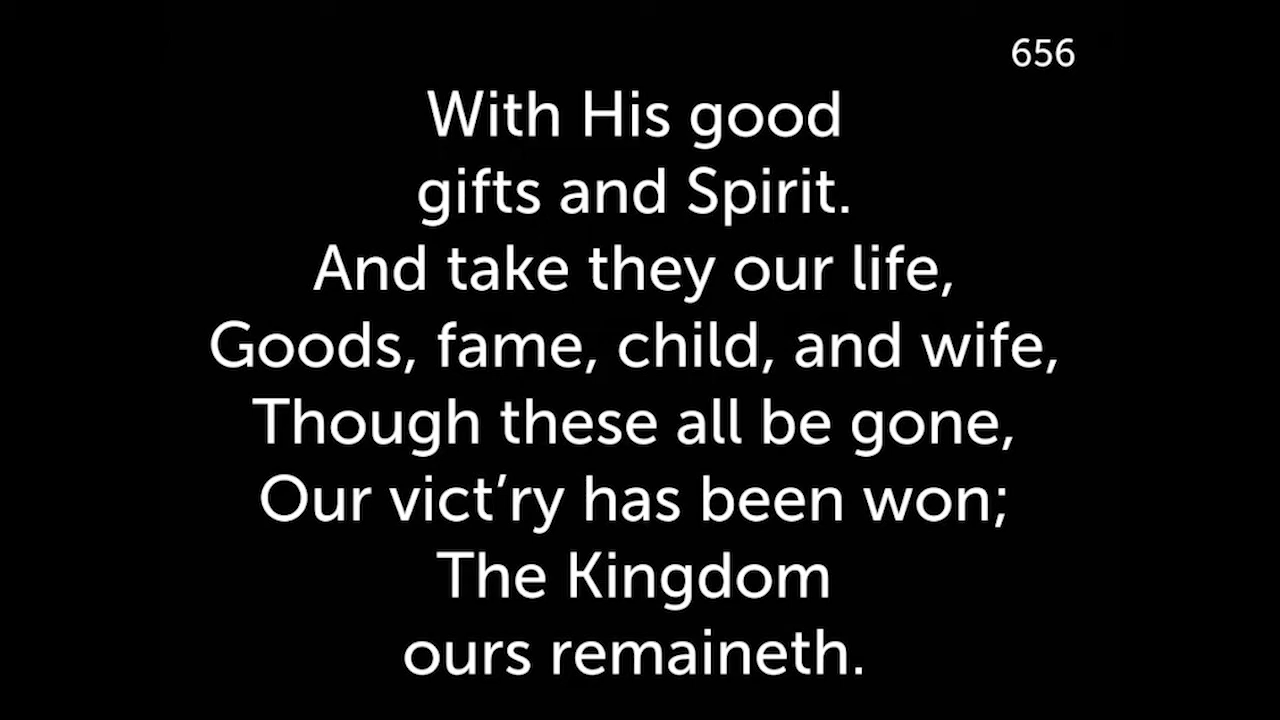 656
With His good
gifts and Spirit.
And take they our life,
Goods, fame, child, and wife,
Though these all be gone,
Our vict’ry has been won;
The Kingdom
ours remaineth.